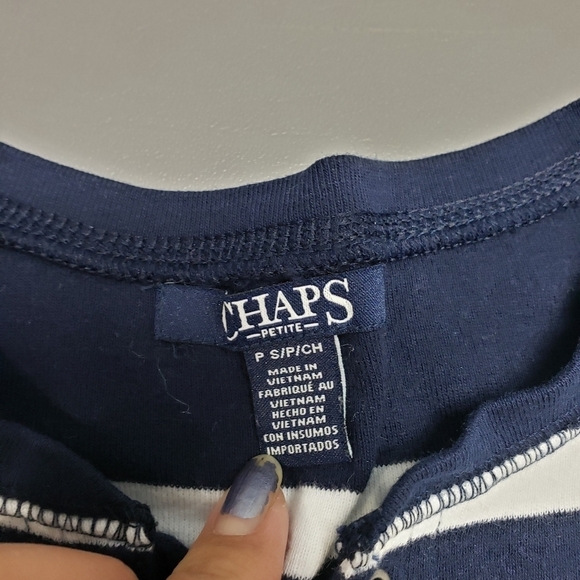 CHAPS
—PETITE—
P S/P/CH
MADE IN
VIETNAM
FABRIQUÉ AU
VIETNAM
HECHO EN
VIETNAM
CON INSUMOS
IMPORTADOS